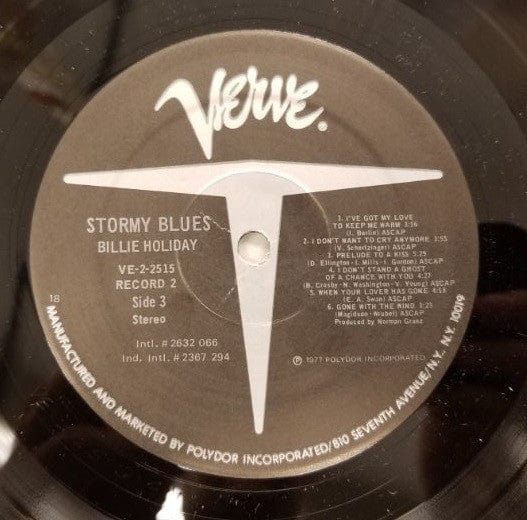 Verve®
STORMY BLUES
BILLIE HOLIDAY
VE-2-2515
RECORD 2
Side 3
Stereo
Intl. # 2632 066
Ind. Intl. # 2367 294
18
1. I'VE GOT MY LOVE
TO KEEP ME WARM 3:56
(I. Berlin) ASCAP
2. I DON'T WANT TO CRY ANYMORE 3:55
(V. Schertzinger) ASCAP
3. PRELUDE TO A KISS 5:25
(D. Ellington - I. Mills - I. Gordon) ASCAP
4. I DON'T STAND A GHOST
OF A CHANCE WITH YOU 4:27
(B. Crosby - N. Washington - V. Young) ASCAP
5. WHEN YOUR LOVER HAS GONE 4:58
(E. A. Swan) ASCAP
6. GONE WITH THE WIND 3:23
(Magidson-Wrubel) ASCAP
Produced by Norman Granz
Ⓟ 1977 POLYDOR INCORPORATED
MANUFACTURED AND MARKETED BY POLYDOR INCORPORATED/810 SEVENTH AVENUE/N.Y. N.Y. 10019